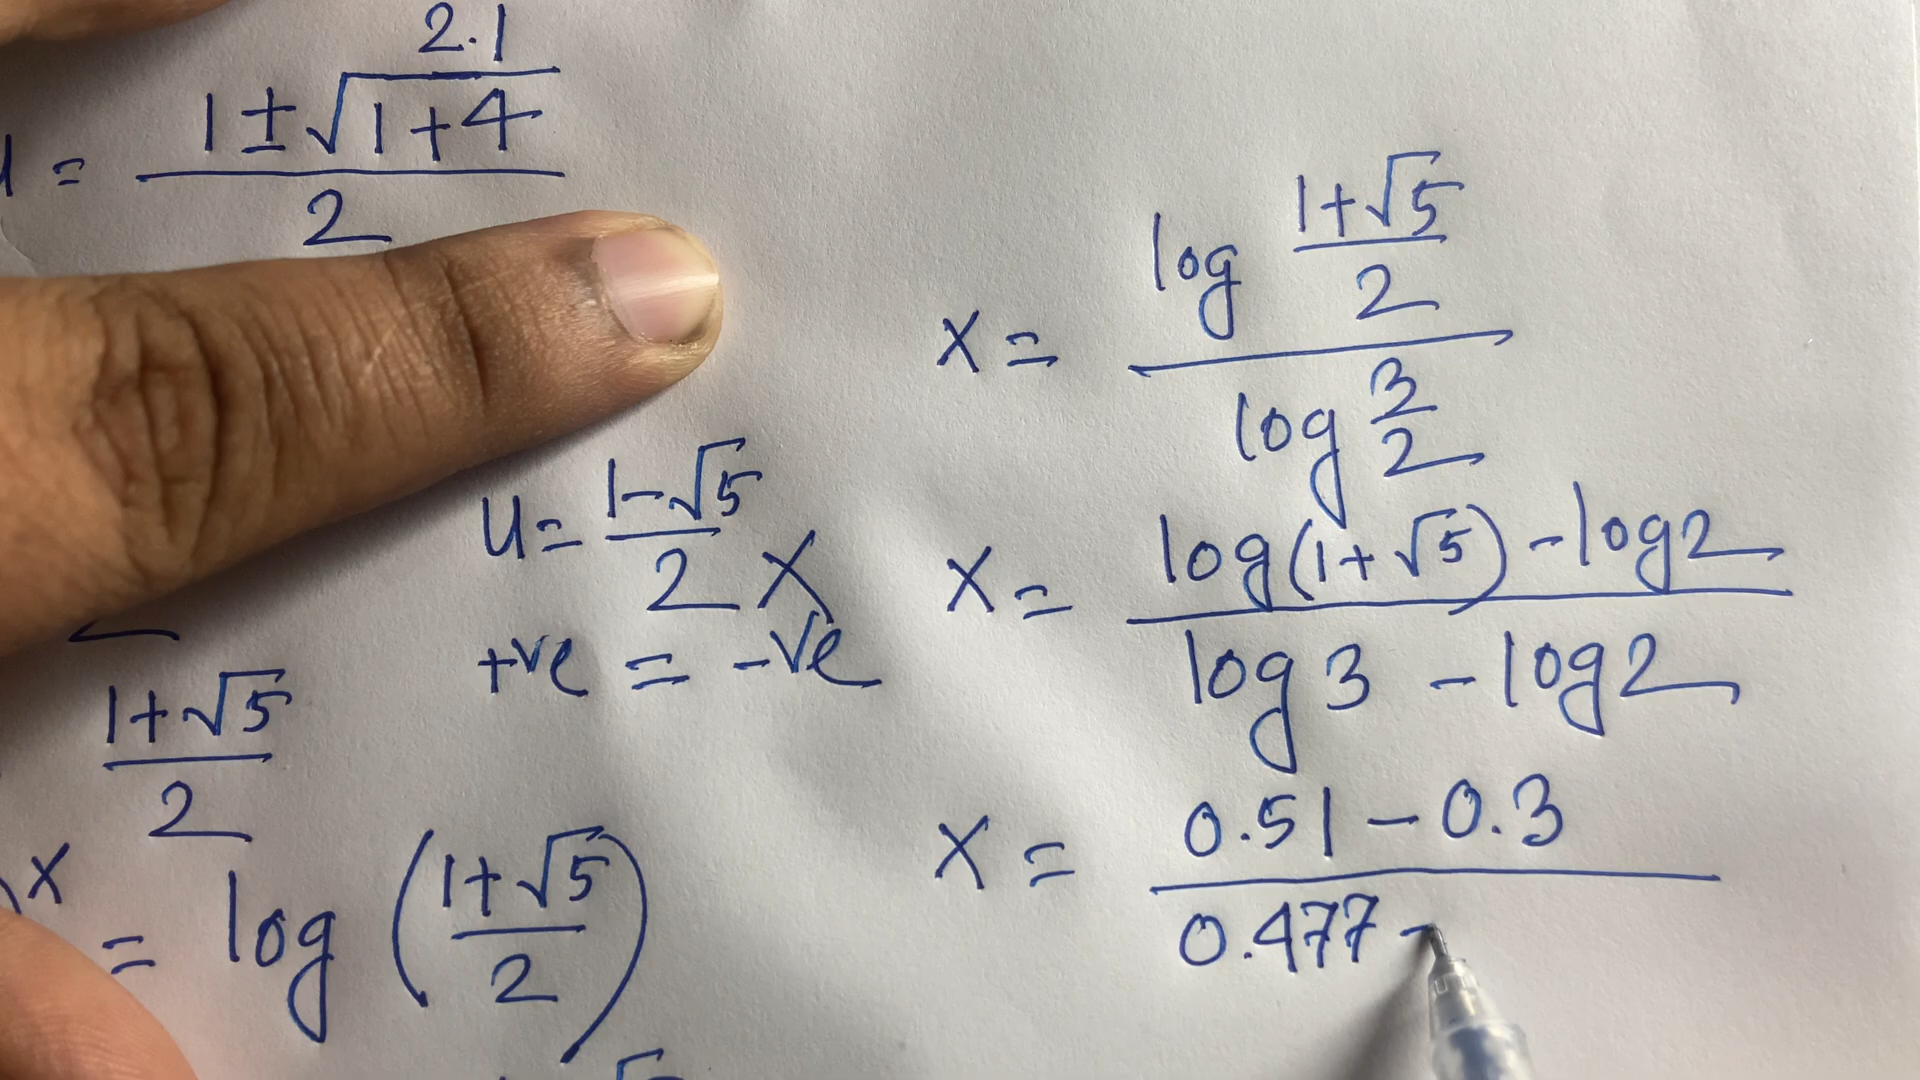 2.1
u = (1 ± √(1+4))/2
u = (1-√5)/2 X
+ve = -ve
(1+√5)/2
x
= log ((1+√5)/2)
x = (log (1+√5)/2)/(log 3/2)
x = (log(1+√5) - log2)/(log 3 - log2)
x = (0.51 - 0.3)/(0.477 -